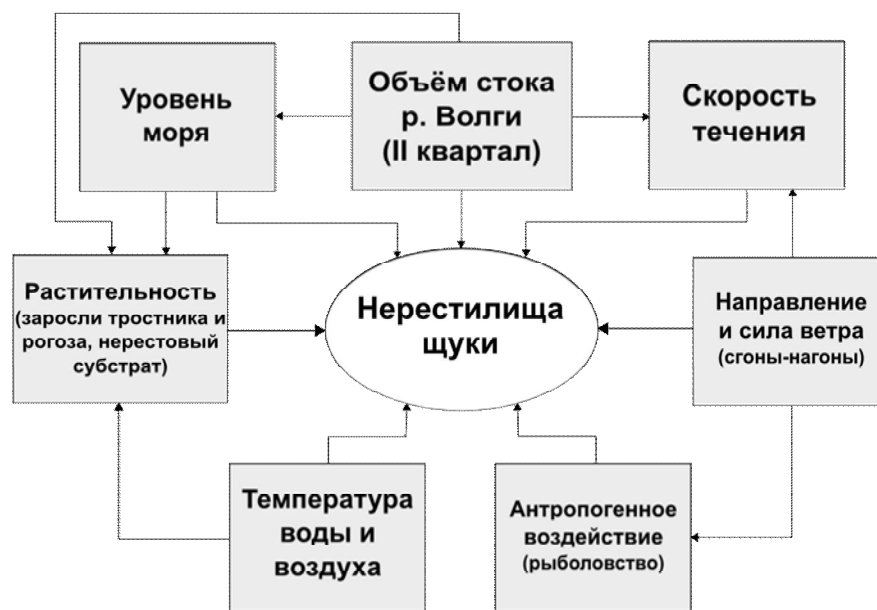 Уровень
моря
Объём стока
р. Волги
(II квартал)
Скорость
течения
Растительность
(заросли тростника и
рогоза, нерестовый
субстрат)
Нерестилища
щуки
Направление
и сила ветра
(сгоны-нагоны)
Температура
воды и
воздуха
Антропогенное
воздействие
(рыболовство)